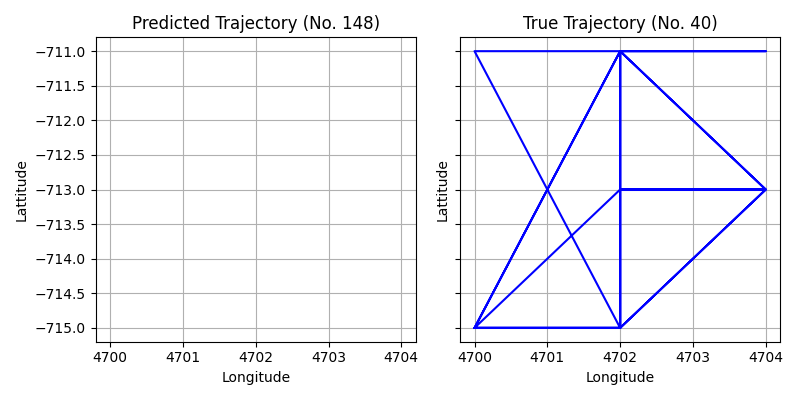 Predicted Trajectory (No. 148)
True Trajectory (No. 40)
−711.0
−711.5
−712.0
−712.5
−713.0
−713.5
−714.0
−714.5
−715.0
Lattitude
Lattitude
4700 4701 4702 4703 4704
4700 4701 4702 4703 4704
Longitude
Longitude